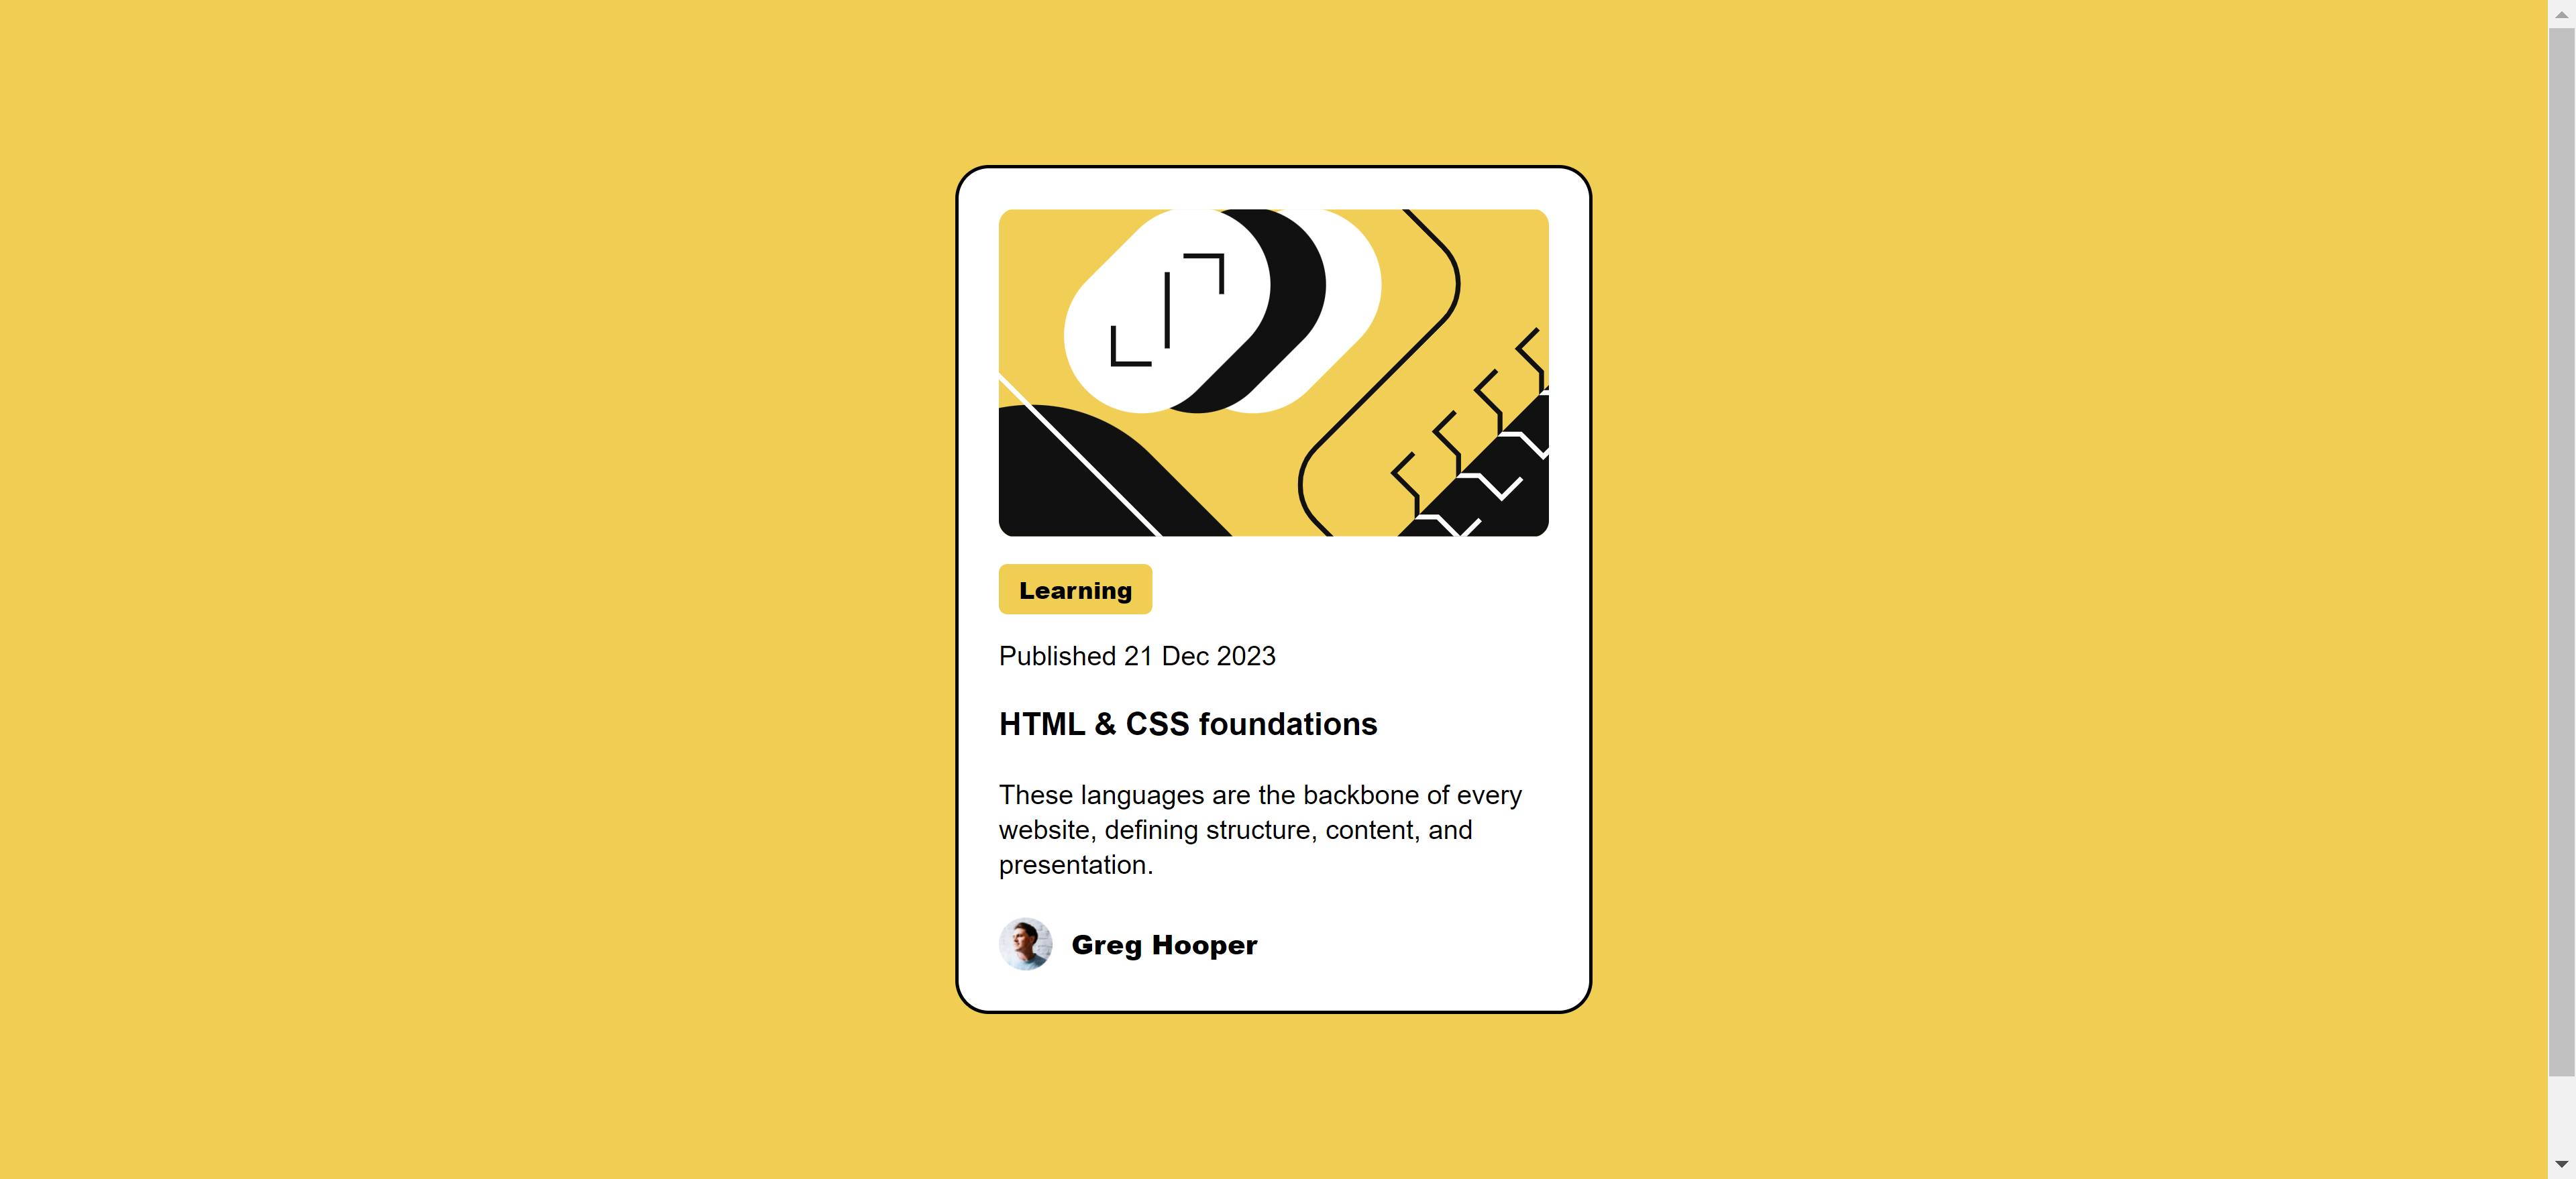 Learning
Published 21 Dec 2023
HTML & CSS foundations
These languages are the backbone of every
website, defining structure, content, and
presentation.
Greg Hooper